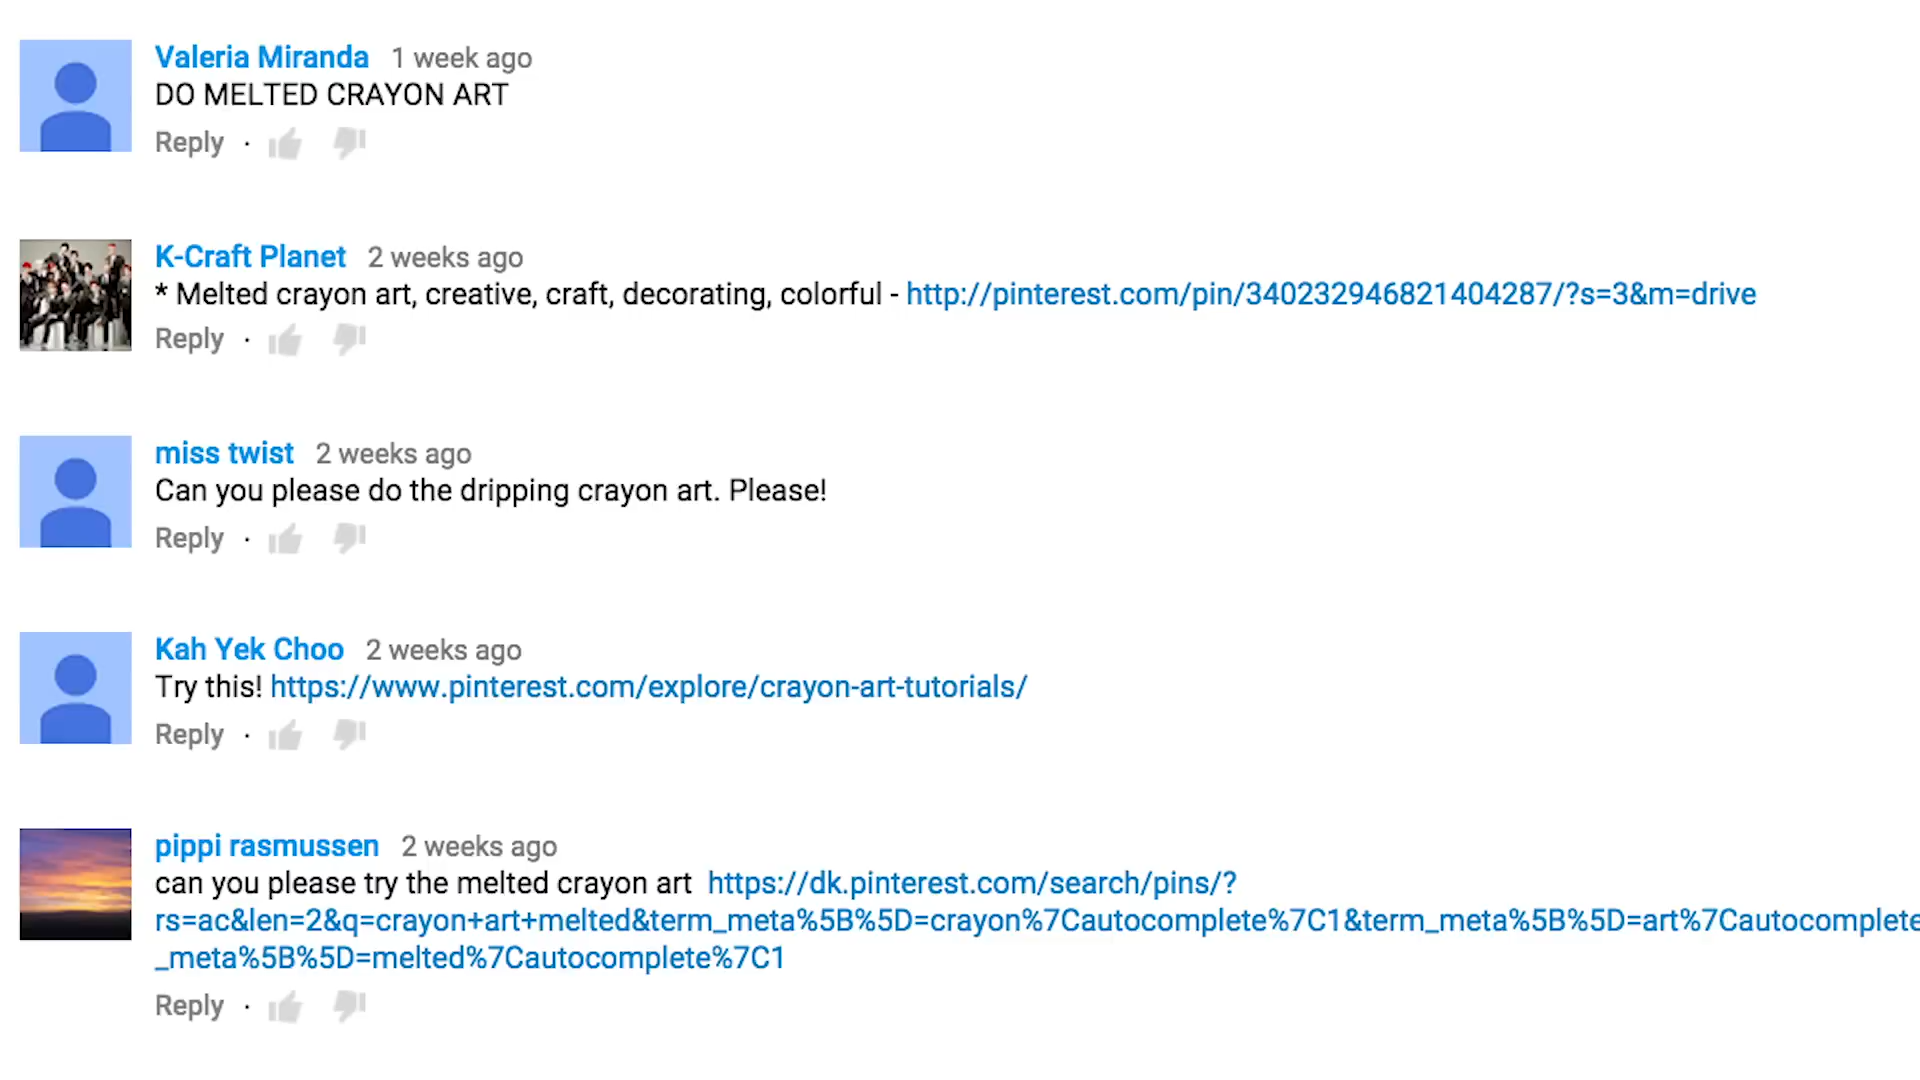 Valeria Miranda 1 week ago
DO MELTED CRAYON ART
Reply ·
K-Craft Planet 2 weeks ago
* Melted crayon art, creative, craft, decorating, colorful - http://pinterest.com/pin/340232946821404287/?s=3&m=drive
Reply ·
miss twist 2 weeks ago
Can you please do the dripping crayon art. Please!
Reply ·
Kah Yek Choo 2 weeks ago
Try this! https://www.pinterest.com/explore/crayon-art-tutorials/
Reply ·
pippi rasmussen 2 weeks ago
can you please try the melted crayon art https://dk.pinterest.com/search/pins/?
rs=ac&len=2&q=crayon+art+melted&term_meta%5B%5D=crayon%7Cautocomplete%7C1&term_meta%5B%5D=art%7Cautocomplete
_meta%5B%5D=melted%7Cautocomplete%7C1
Reply ·